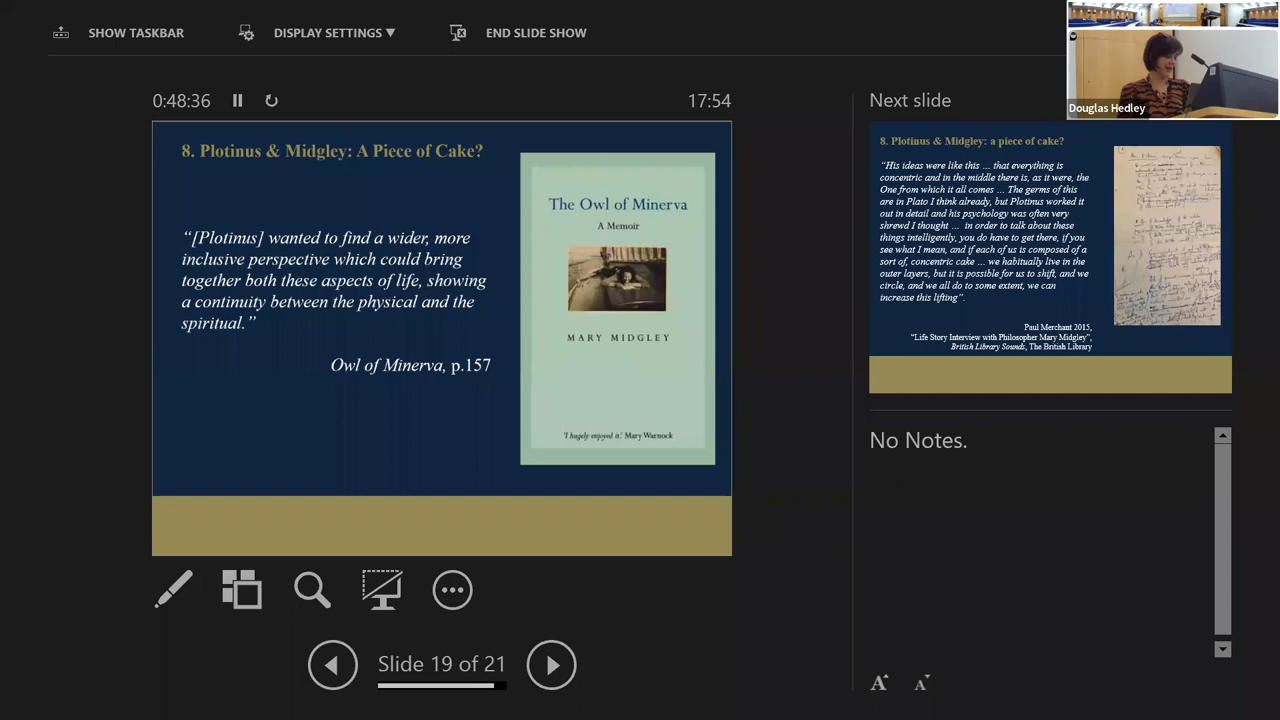 SHOW TASKBAR
DISPLAY SETTINGS ▼
END SLIDE SHOW
Douglas Hedley
0:48:36
17:54
8. Plotinus & Midgley: A Piece of Cake?
“[Plotinus] wanted to find a wider, more
inclusive perspective which could bring
together both these aspects of life, showing
a continuity between the physical and the
spiritual.”
Owol of Minerva, p.157
The Owl of Minerva
A Memoir
MARY MIDGLEY
'I hugely enjoyed it.' Mary Warnock
Next slide
8. Plotinus & Midgley: a piece of cake?
“His ideas were like this … that everything is
concentric and in the middle there is, as it were, the
One from which it all comes … The germs of this
are in Plato I think already, but Plotinus worked it
out in detail and his psychology was often very
shrewd I thought … in order to talk about these
things intelligently, you do have to get there, if you
see what I mean, and if each of us is composed of a
sort of, concentric cake … we habitually live in the
outer layers, but it is possible for us to shift, and we
circle, and we all do to some extent, we can
increase this lifting”.
Paul Merchant 2015,
“Life Story Interview with Philosopher Mary Midgley”,
British Library Sounds, The British Library
No Notes.
Slide 19 of 21
A A